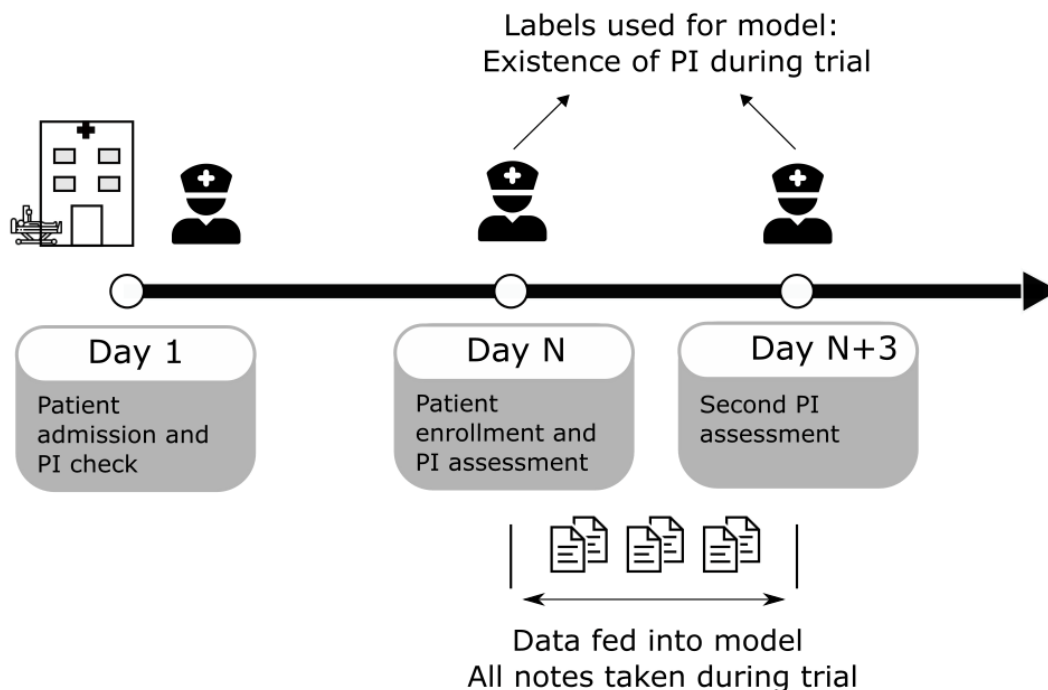 Labels used for model:
Existence of PI during trial
Day 1
Patient
admission and
PI check
Day N
Patient
enrollment and
PI assessment
Day N+3
Second PI
assessment
Data fed into model
All notes taken during trial